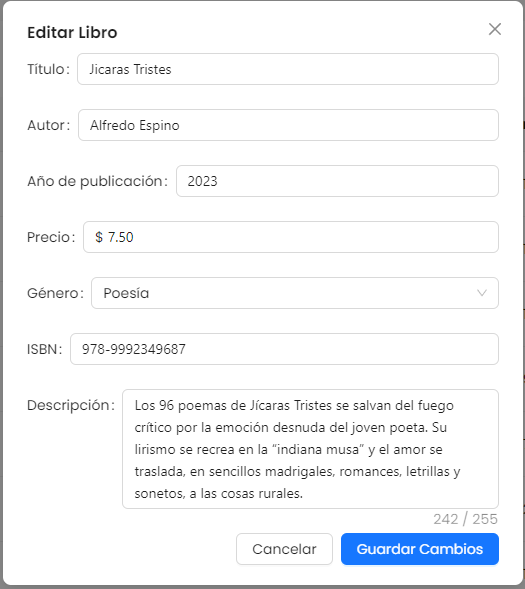 Editar Libro
Título: Jicaras Tristes
Autor: Alfredo Espino
Año de publicación: 2023
Precio: $ 7.50
Género: Poesía
ISBN: 978-9992349687
Descripción: Los 96 poemas de Jícaras Tristes se salvan del fuego
crítico por la emoción desnuda del joven poeta. Su
lirismo se recrea en la “indiana musa” y el amor se
traslada, en sencillos madrigales, romances, letrillas y
sonetos, a las cosas rurales.
242 / 255
Cancelar Guardar Cambios